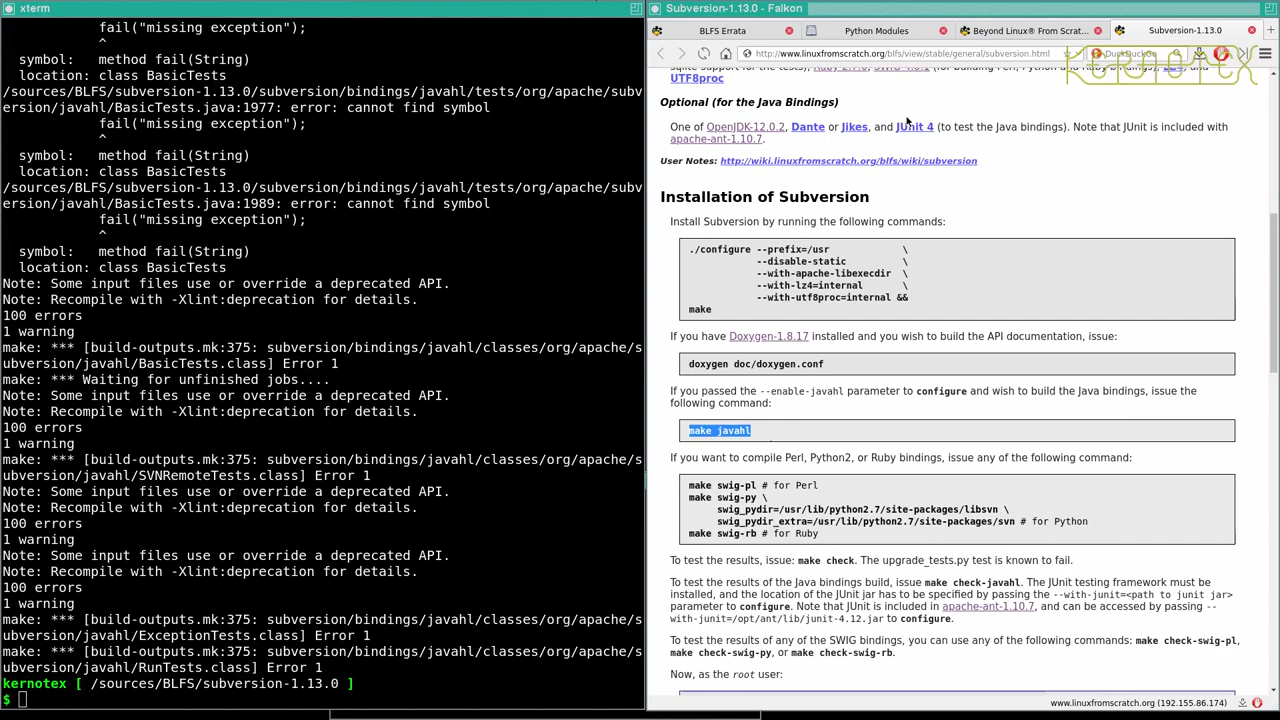 xterm
fail("missing exception");
^
symbol:   method fail(String)
location: class BasicTests
/sources/BLFS/subversion-1.13.0/subversion/bindings/javahl/tests/org/apache/subv
ersion/javahl/BasicTests.java:1977: error: cannot find symbol
fail("missing exception");
^
symbol:   method fail(String)
location: class BasicTests
/sources/BLFS/subversion-1.13.0/subversion/bindings/javahl/tests/org/apache/subv
ersion/javahl/BasicTests.java:1989: error: cannot find symbol
fail("missing exception");
^
symbol:   method fail(String)
location: class BasicTests
Note: Some input files use or override a deprecated API.
Note: Recompile with -Xlint:deprecation for details.
100 errors
1 warning
make: *** [build-outputs.mk:375: subversion/bindings/javahl/classes/org/apache/s
ubversion/javahl/BasicTests.class] Error 1
make: *** Waiting for unfinished jobs....
Note: Some input files use or override a deprecated API.
Note: Recompile with -Xlint:deprecation for details.
100 errors
1 warning
make: *** [build-outputs.mk:375: subversion/bindings/javahl/classes/org/apache/s
ubversion/javahl/SVNRemoteTests.class] Error 1
Note: Some input files use or override a deprecated API.
Note: Recompile with -Xlint:deprecation for details.
100 errors
1 warning
Note: Some input files use or override a deprecated API.
Note: Recompile with -Xlint:deprecation for details.
100 errors
1 warning
make: *** [build-outputs.mk:375: subversion/bindings/javahl/classes/org/apache/s
ubversion/javahl/ExceptionTests.class] Error 1
make: *** [build-outputs.mk:375: subversion/bindings/javahl/classes/org/apache/s
ubversion/javahl/RunTests.class] Error 1
kernotex [ /sources/BLFS/subversion-1.13.0 ]
$
Subversion-1.13.0 - Falkon
BLFS Errata
Python Modules
Beyond Linux® From Scrat...
Subversion-1.13.0
http://www.linuxfromscratch.org/blfs/view/stable/general/subversion.html
DuckDuckGo
KERNOTEX
UTF8proc
Optional (for the Java Bindings)
One of OpenJDK-12.0.2, Dante or Jikes, and JUnit 4 (to test the Java bindings). Note that JUnit is included with
apache-ant-1.10.7.
User Notes: http://wiki.linuxfromscratch.org/blfs/wiki/subversion
Installation of Subversion
Install Subversion by running the following commands:
./configure --prefix=/usr \
--disable-static \
--with-apache-libexecdir \
--with-lz4=internal \
--with-utf8proc=internal &&
make
If you have Doxygen-1.8.17 installed and you wish to build the API documentation, issue:
doxygen doc/doxygen.conf
If you passed the --enable-javahl parameter to configure and wish to build the Java bindings, issue the
following command:
make javahl
If you want to compile Perl, Python2, or Ruby bindings, issue any of the following command:
make swig-pl # for Perl
make swig-py \
swig_pydir=/usr/lib/python2.7/site-packages/libsvn \
swig_pydir_extra=/usr/lib/python2.7/site-packages/svn # for Python
make swig-rb # for Ruby
To test the results, issue: make check. The upgrade_tests.py test is known to fail.
To test the results of the Java bindings build, issue make check-javahl. The JUnit testing framework must be
installed, and the location of the JUnit jar has to be specified by passing the --with-junit=<path to junit jar>
parameter to configure. Note that JUnit is included in apache-ant-1.10.7, and can be accessed by passing --
with-junit=/opt/ant/lib/junit-4.12.jar to configure.
To test the results of any of the SWIG bindings, you can use any of the following commands: make check-swig-pl,
make check-swig-py, or make check-swig-rb.
Now, as the root user:
www.linuxfromscratch.org (192.155.86.174)